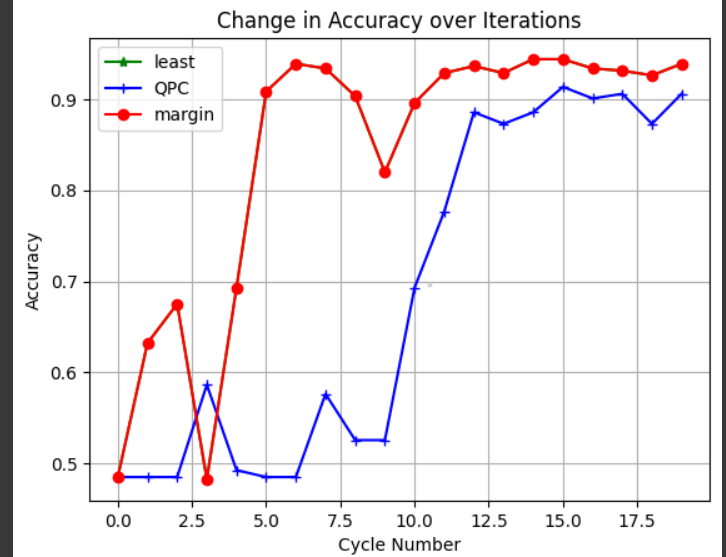 Change in Accuracy over Iterations
least
QPC
margin
Accuracy
0.9
0.8
0.7
0.6
0.5
0.0 2.5 5.0 7.5 10.0 12.5 15.0 17.5
Cycle Number